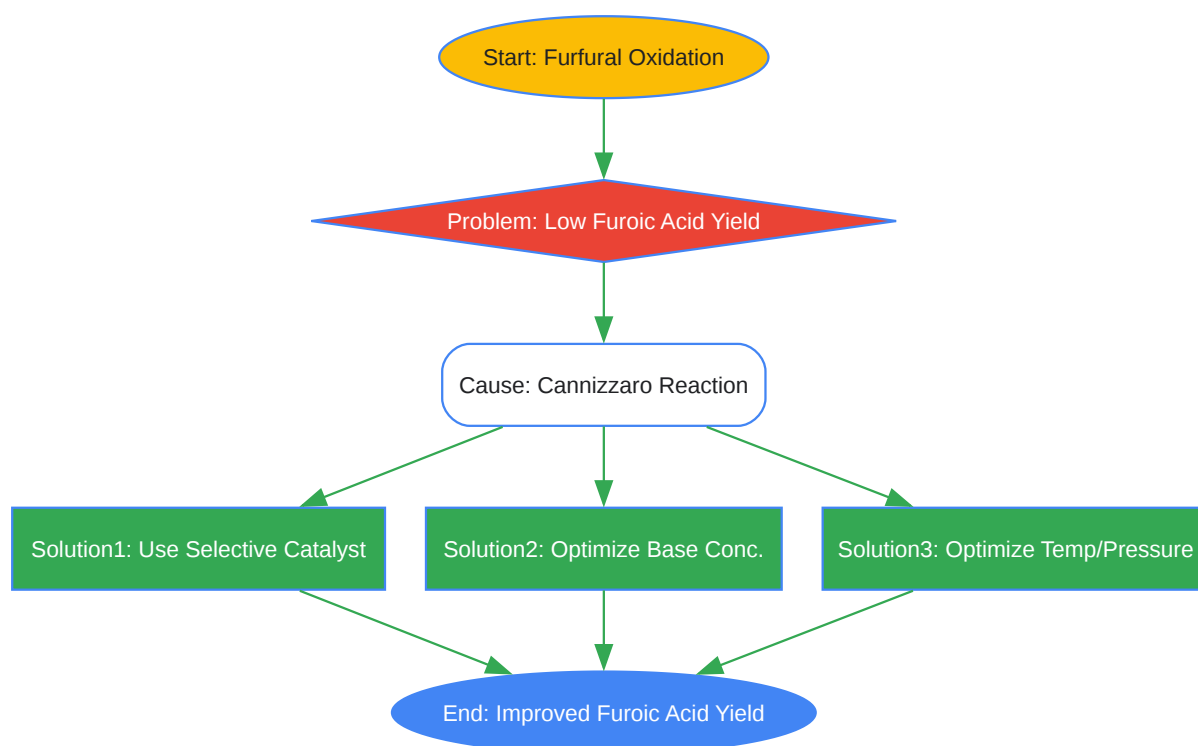 Start: Furfural Oxidation
Problem: Low Furoic Acid Yield
Cause: Cannizzaro Reaction
Solution1: Use Selective Catalyst
Solution2: Optimize Base Conc.
Solution3: Optimize Temp/Pressure
End: Improved Furoic Acid Yield